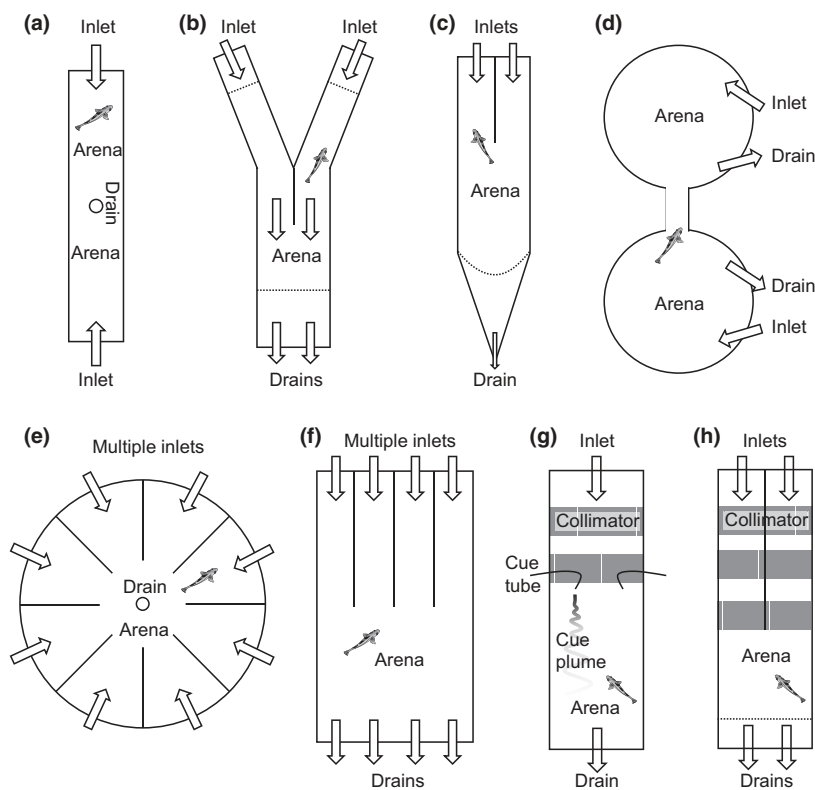 (a)
Inlet
Arena
Drain
Arena
Inlet
(b)
Inlet
Inlet
Arena
Drains
(c)
Inlets
Arena
Drain
(d)
Arena
Inlet
Drain
Arena
Drain
Inlet
(e)
Multiple inlets
Drain
Arena
(f)
Multiple inlets
Arena
Drains
(g)
Inlet
Collimator
Cue
tube
Cue
plume
Arena
Drain
(h)
Inlets
Collimator
Arena
Drains